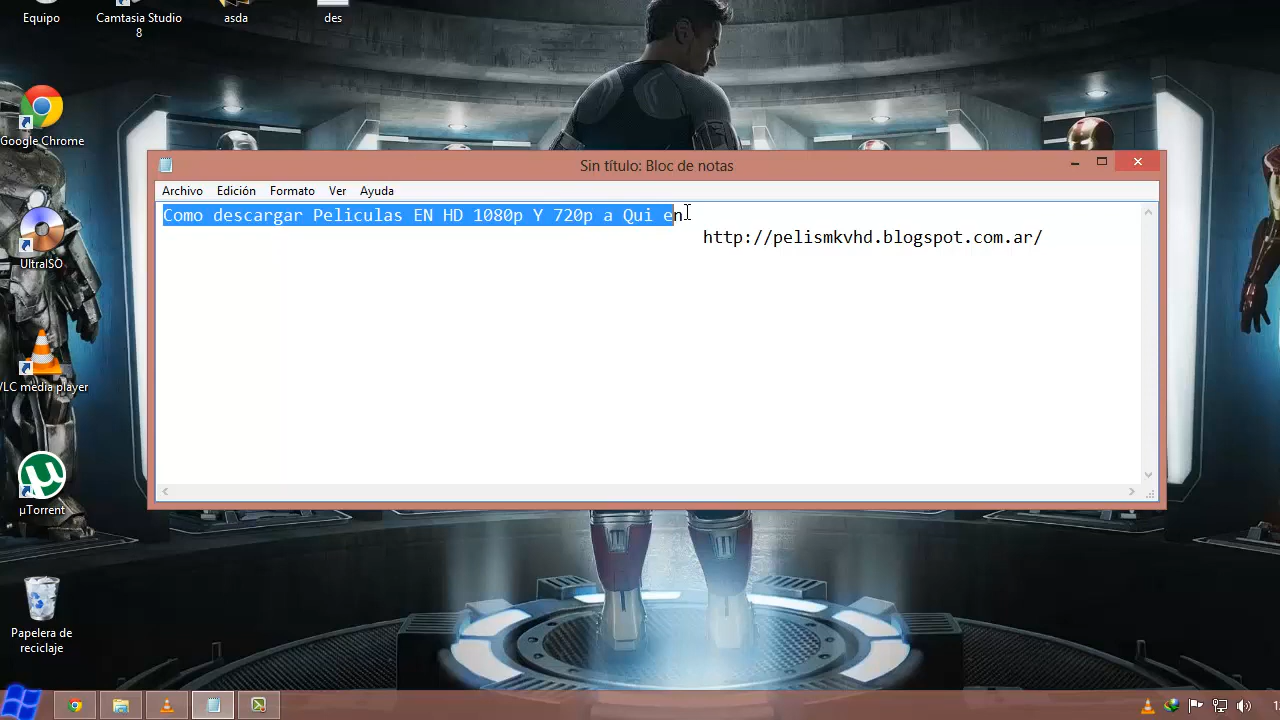 Equipo
Camtasia Studio
8
asda
des
Google Chrome
Sin título: Bloc de notas
Archivo Edición Formato Ver Ayuda
Como descargar Peliculas EN HD 1080p Y 720p a Qui en
http://pelismkvhd.blogspot.com.ar/
UltraISO
VLC media player
µTorrent
Papelera de
reciclaje